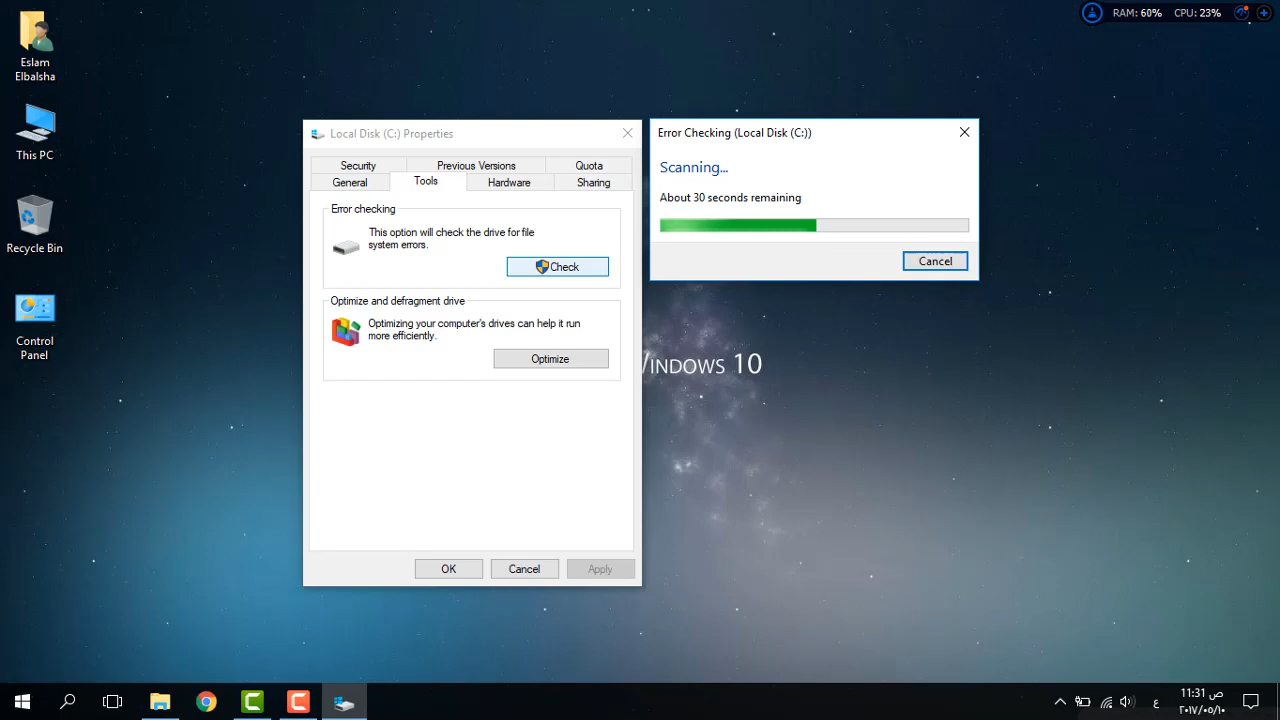 RAM: 60% CPU: 23%
Eslam
Elbalsha
This PC
Recycle Bin
Control
Panel
Local Disk (C:) Properties
Security Previous Versions Quota
General Tools Hardware Sharing
Error checking
This option will check the drive for file
system errors.
Check
Optimize and defragment drive
Optimizing your computer's drives can help it run
more efficiently.
Optimize
OK Cancel Apply
Error Checking (Local Disk (C:))
Scanning...
About 30 seconds remaining
Cancel
INDOWS 10
ع
11:31 ص
٢٠١٧/٠٥/١٠